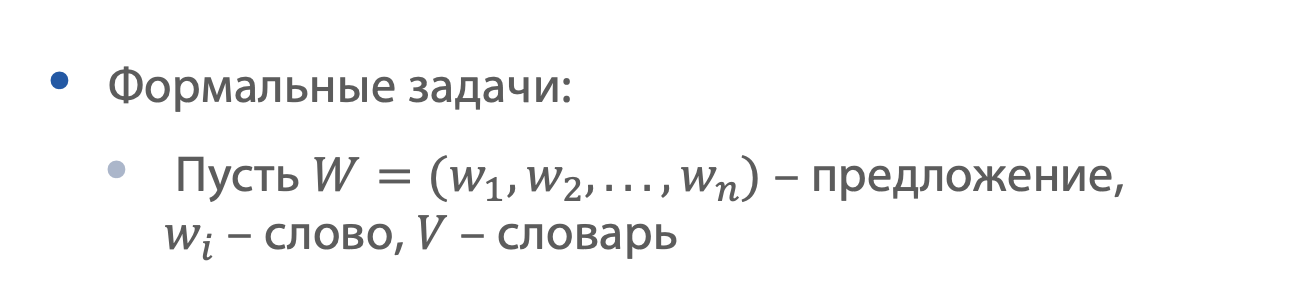 • Формальные задачи:
• Пусть W = (w₁, w₂, . . . , wₙ) – предложение,
wᵢ – слово, V – словарь